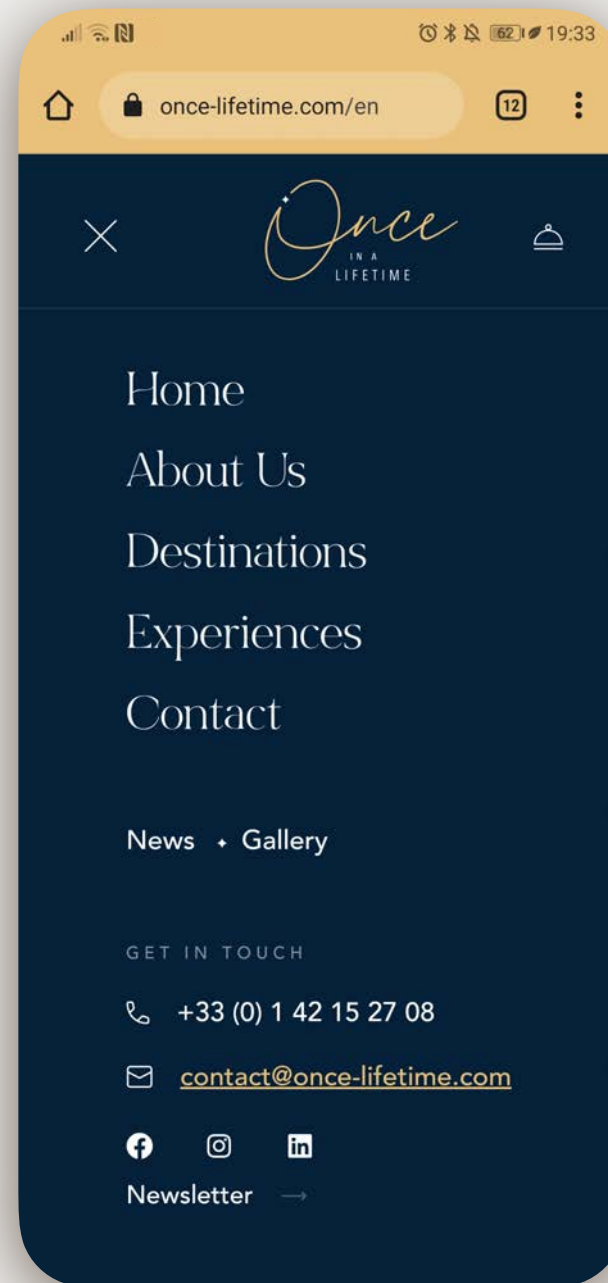 62 19:33
once-lifetime.com/en 12
Once
IN A
LIFETIME
Home
About Us
Destinations
Experiences
Contact
News ✦ Gallery
GET IN TOUCH
+33 (0) 1 42 15 27 08
contact@once-lifetime.com
Newsletter →